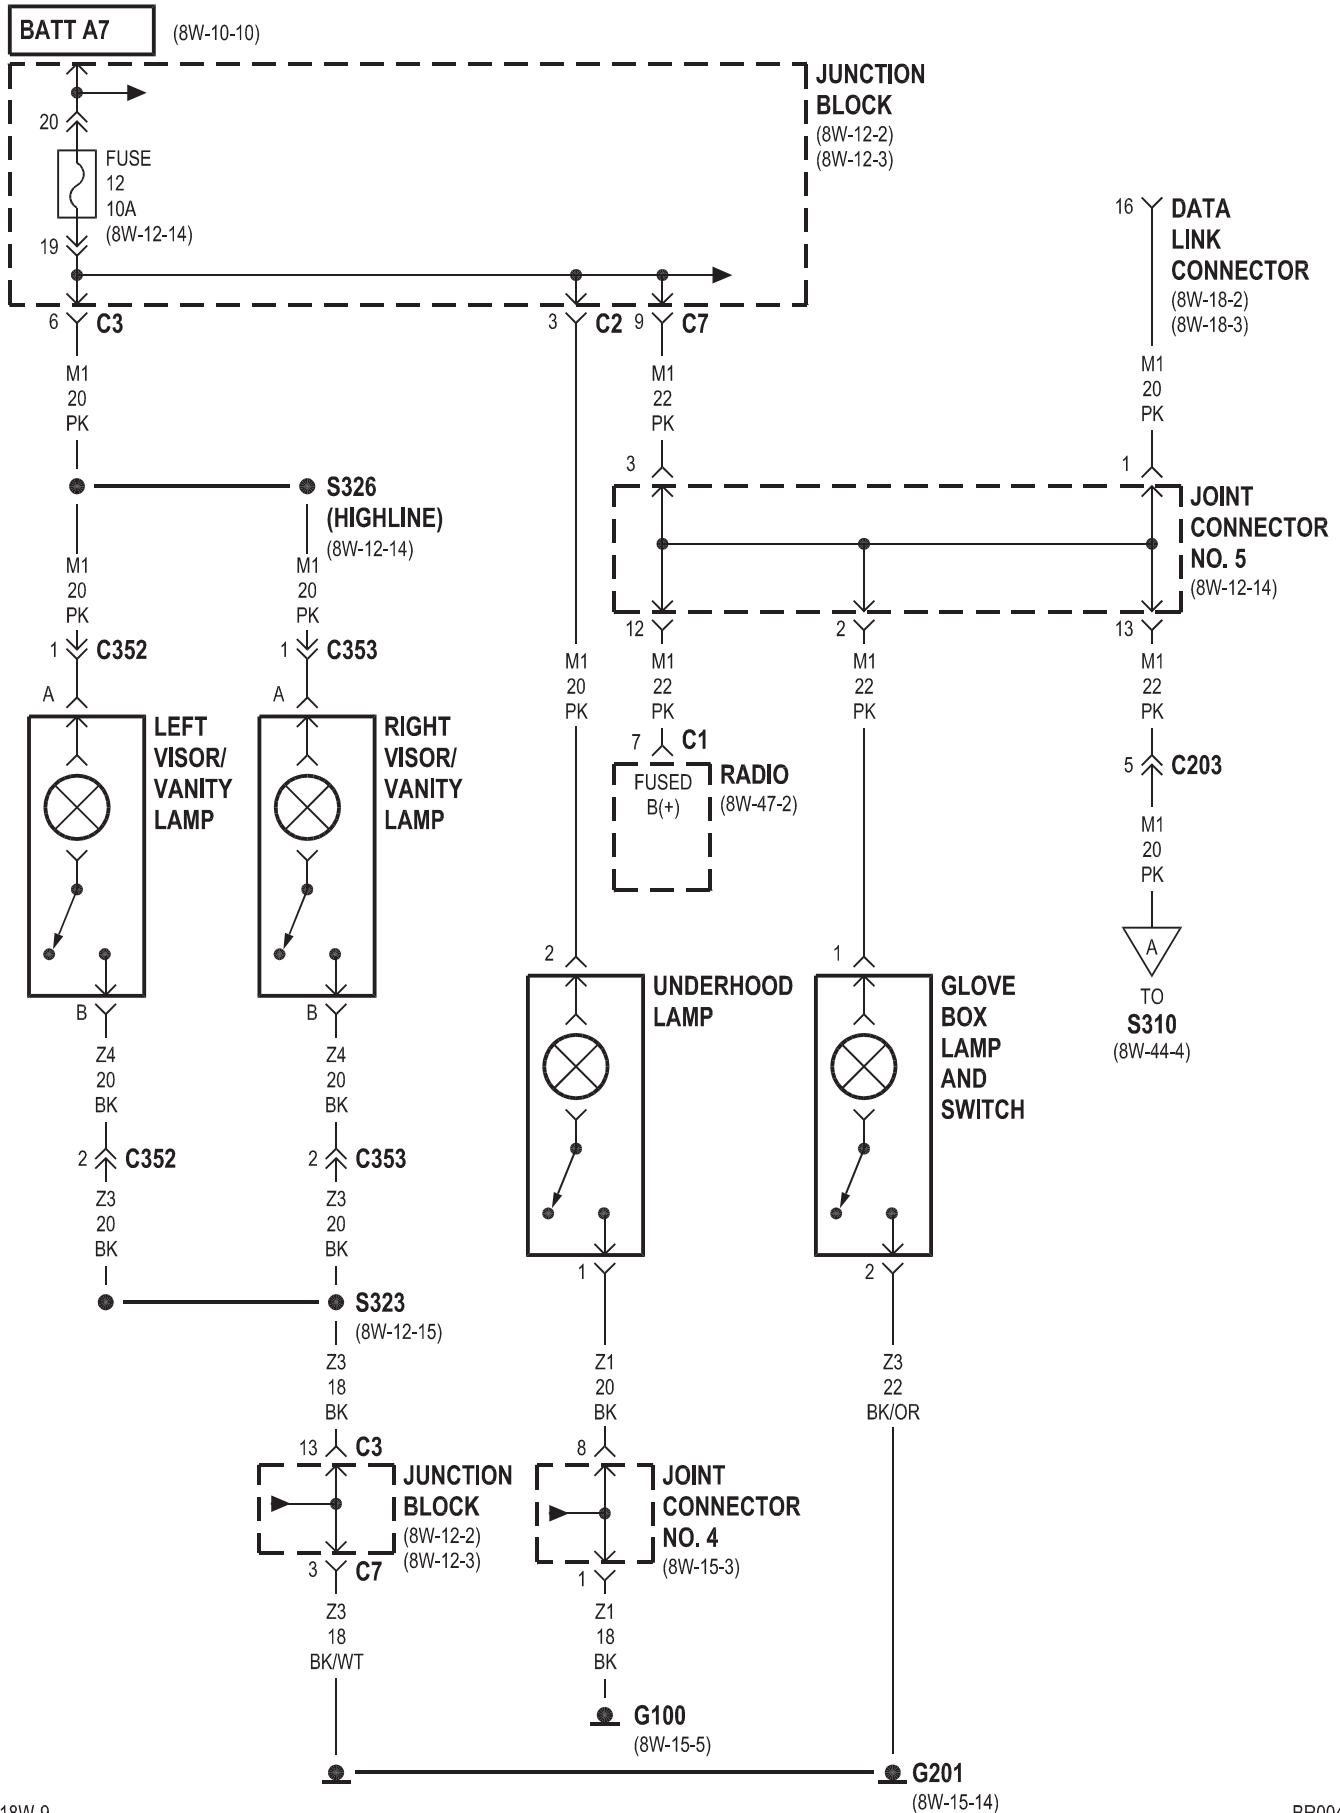 BATT A7 (8W-10-10)
JUNCTION
BLOCK
(8W-12-2)
(8W-12-3)
20
FUSE
12
10A
(8W-12-14)
19
16 DATA
LINK
CONNECTOR
(8W-18-2)
(8W-18-3)
6 C3
3 C2
9 C7
M1
20
PK
M1
22
PK
M1
20
PK
S326
(HIGHLINE)
(8W-12-14)
3
1
JOINT
CONNECTOR
NO. 5
(8W-12-14)
M1
20
PK
M1
20
PK
12
2
13
1 C352
1 C353
M1
20
PK
M1
22
PK
M1
22
PK
M1
22
PK
A
LEFT
VISOR/
VANITY
LAMP
A
RIGHT
VISOR/
VANITY
LAMP
7 C1
FUSED
B(+)
RADIO
(8W-47-2)
5 C203
M1
20
PK
A
TO
S310
(8W-44-4)
2
UNDERHOOD
LAMP
1
GLOVE
BOX
LAMP
AND
SWITCH
B
B
Z4
20
BK
Z4
20
BK
2 C352
2 C353
Z3
20
BK
Z3
20
BK
1
2
S323
(8W-12-15)
Z3
18
BK
Z1
20
BK
Z3
22
BK/OR
13 C3
JUNCTION
BLOCK
(8W-12-2)
(8W-12-3)
8
JOINT
CONNECTOR
NO. 4
(8W-15-3)
3 C7
1
Z3
18
BK/WT
Z1
18
BK
G100
(8W-15-5)
G201
(8W-15-14)
18W-9